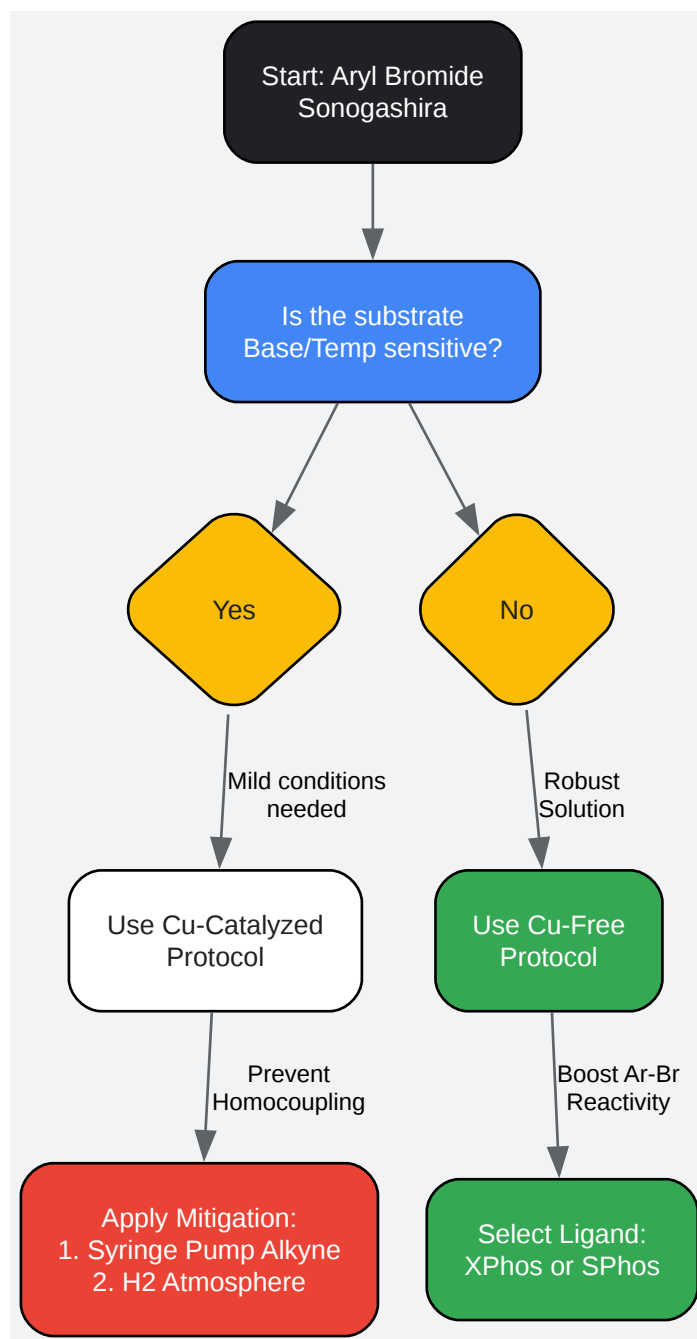 Start: Aryl Bromide
Sonogashira
Is the substrate
Base/Temp sensitive?
Yes
No
Mild conditions
needed
Robust
Solution
Use Cu-Catalyzed
Protocol
Use Cu-Free
Protocol
Prevent
Homocoupling
Boost Ar-Br
Reactivity
Apply Mitigation:
1. Syringe Pump Alkyne
2. H2 Atmosphere
Select Ligand:
XPhos or SPhos